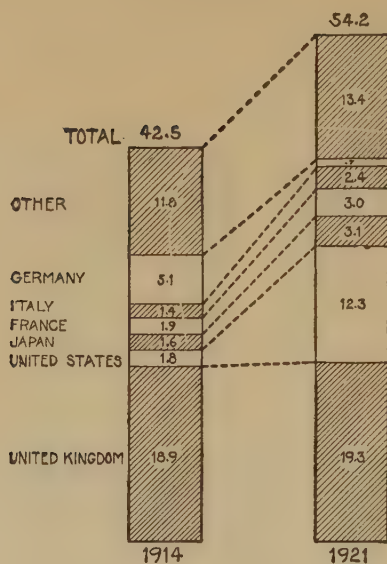 54.2
13.4
TOTAL 42.5
.7
2.4
OTHER 11.8
3.0
3.1
GERMANY 5.1
ITALY 1.4
FRANCE 1.9
12.3
JAPAN 1.6
UNITED STATES 1.8
UNITED KINGDOM 18.9 19.3
1914 1921